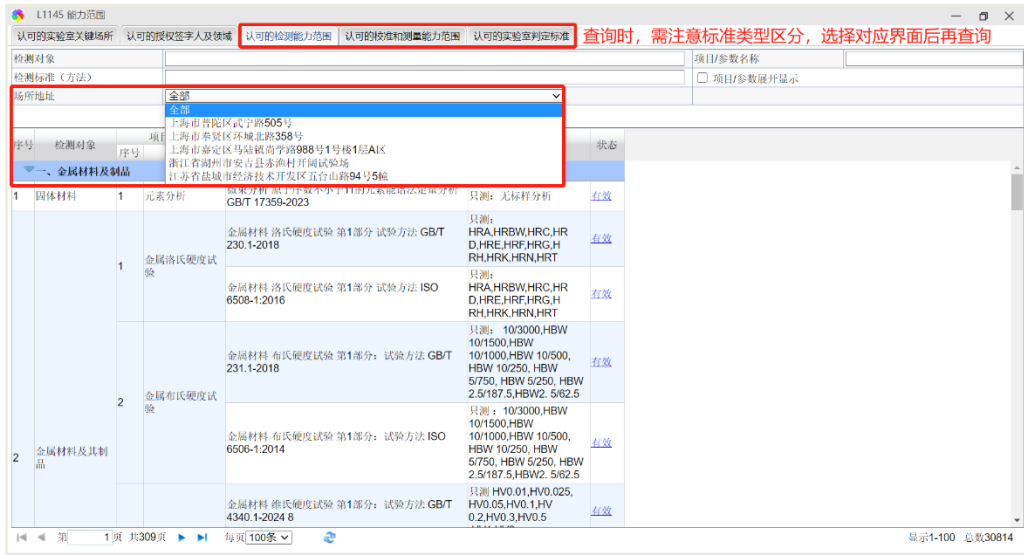 L1145 能力范围
认可的实验室关键场所 认可的授权签字人及领域 认可的检测能力范围 认可的校准和测量能力范围 认可的实验室判定标准 查询时，需注意标准类型区分，选择对应界面后再查询
检测对象 项目/参数名称
检测标准（方法） 项目/参数展开显示
场所地址 全部
全部
上海市普陀区武宁路505号
上海市奉贤区环城北路358号
上海市嘉定区马陆镇尚学路988号1号楼1层A区
浙江省湖州市安吉县赤渔村开阔试验场
江苏省盐城市经济技术开发区五台山路94号5幢
序号 检测对象 项目 状态
序号
一、金属材料及制品
1 固体材料 1 元素分析 微束分析 原子序数不小于11的元素能谱法定量分析 GB/T 17359-2023 只测：无标样分析 有效
1 金属洛氏硬度试验 金属材料 洛氏硬度试验 第1部分 试验方法 GB/T 230.1-2018 只测：HRA,HRBW,HRC,HRD,HRE,HRF,HRG,HRH,HRK,HRN,HRT 有效
金属材料 洛氏硬度试验 第1部分 试验方法 ISO 6508-1:2016 只测：HRA,HRBW,HRC,HRD,HRE,HRF,HRG,HRH,HRK,HRN,HRT 有效
2 金属布氏硬度试验 金属材料 布氏硬度试验 第1部分：试验方法 GB/T 231.1-2018 只测： 10/3000,HBW 10/1500,HBW 10/1000,HBW 10/500, HBW 10/250, HBW 5/750, HBW 5/250, HBW 2.5/187.5,HBW2. 5/62.5 有效
金属材料 布氏硬度试验 第1部分：试验方法 ISO 6506-1:2014 只测 ：10/3000,HBW 10/1500,HBW 10/1000,HBW 10/500, HBW 10/250, HBW 5/750, HBW 5/250, HBW 2.5/187.5,HBW2. 5/62.5 有效
2 金属材料及其制品
金属材料 维氏硬度试验 第1部分：试验方法 GB/T 4340.1-2024 8 只测 HV0.01,HV0.025, HV0.05,HV0.1,HV 0.2,HV0.3,HV0.5 有效
第 1 页 共309页 每页 100条 显示1-100 总数30814